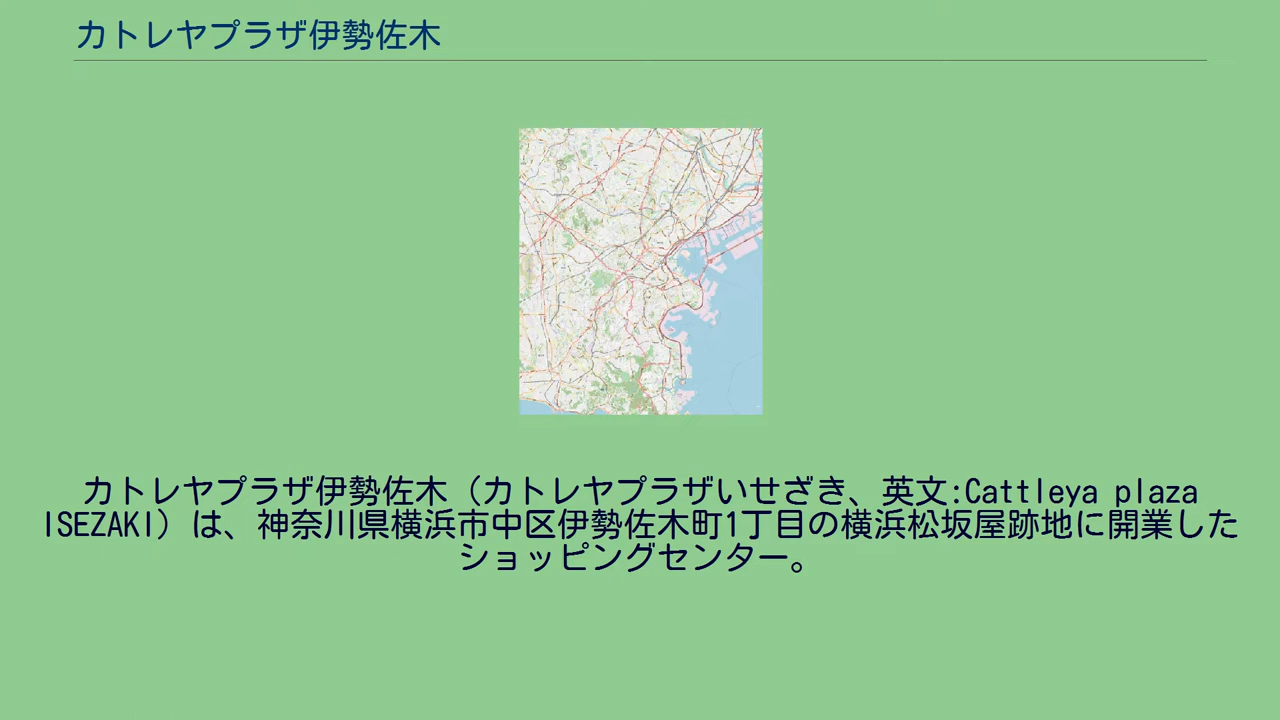 カトレヤプラザ伊勢佐木
カトレヤプラザ伊勢佐木（カトレヤプラザいせざき、英文:Cattleya plaza
ISEZAKI）は、神奈川県横浜市中区伊勢佐木町1丁目の横浜松坂屋跡地に開業した
ショッピングセンター。